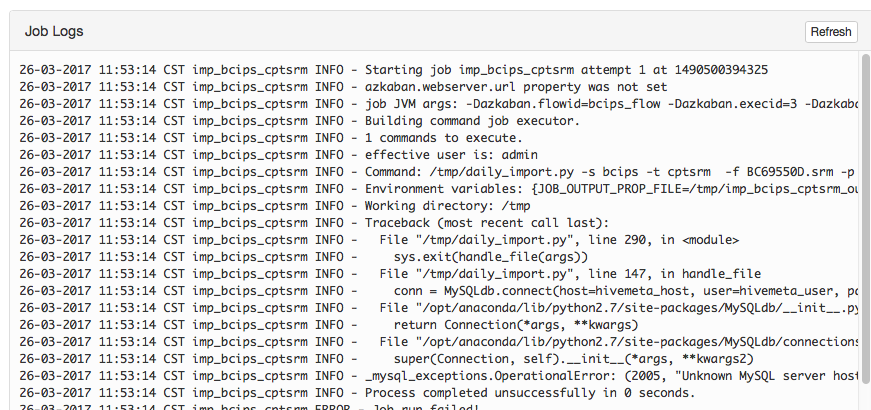 Job Logs
Refresh
26-03-2017 11:53:14 CST imp_bcips_cptsrm INFO - Starting job imp_bcips_cptsrm attempt 1 at 1490500394325
26-03-2017 11:53:14 CST imp_bcips_cptsrm INFO - azkaban.webserver.url property was not set
26-03-2017 11:53:14 CST imp_bcips_cptsrm INFO - job JVM args: -Dazkaban.flowid=bcips_flow -Dazkaban.execid=3 -Dazkaba
26-03-2017 11:53:14 CST imp_bcips_cptsrm INFO - Building command job executor.
26-03-2017 11:53:14 CST imp_bcips_cptsrm INFO - 1 commands to execute.
26-03-2017 11:53:14 CST imp_bcips_cptsrm INFO - effective user is: admin
26-03-2017 11:53:14 CST imp_bcips_cptsrm INFO - Command: /tmp/daily_import.py -s bcips -t cptsrm  -f BC69550D.srm -p
26-03-2017 11:53:14 CST imp_bcips_cptsrm INFO - Environment variables: {JOB_OUTPUT_PROP_FILE=/tmp/imp_bcips_cptsrm_ou
26-03-2017 11:53:14 CST imp_bcips_cptsrm INFO - Working directory: /tmp
26-03-2017 11:53:14 CST imp_bcips_cptsrm INFO - Traceback (most recent call last):
26-03-2017 11:53:14 CST imp_bcips_cptsrm INFO -   File "/tmp/daily_import.py", line 290, in <module>
26-03-2017 11:53:14 CST imp_bcips_cptsrm INFO -     sys.exit(handle_file(args))
26-03-2017 11:53:14 CST imp_bcips_cptsrm INFO -   File "/tmp/daily_import.py", line 147, in handle_file
26-03-2017 11:53:14 CST imp_bcips_cptsrm INFO -     conn = MySQLdb.connect(host=hivemeta_host, user=hivemeta_user, pa
26-03-2017 11:53:14 CST imp_bcips_cptsrm INFO -   File "/opt/anaconda/lib/python2.7/site-packages/MySQLdb/__init__.py
26-03-2017 11:53:14 CST imp_bcips_cptsrm INFO -     return Connection(*args, **kwargs)
26-03-2017 11:53:14 CST imp_bcips_cptsrm INFO -   File "/opt/anaconda/lib/python2.7/site-packages/MySQLdb/connections
26-03-2017 11:53:14 CST imp_bcips_cptsrm INFO -     super(Connection, self).__init__(*args, **kwargs2)
26-03-2017 11:53:14 CST imp_bcips_cptsrm INFO - _mysql_exceptions.OperationalError: (2005, "Unknown MySQL server host
26-03-2017 11:53:14 CST imp_bcips_cptsrm INFO - Process completed unsuccessfully in 0 seconds.
26-03-2017 11:53:14 CST imp_bcips_cptsrm ERROR - Job run failed!